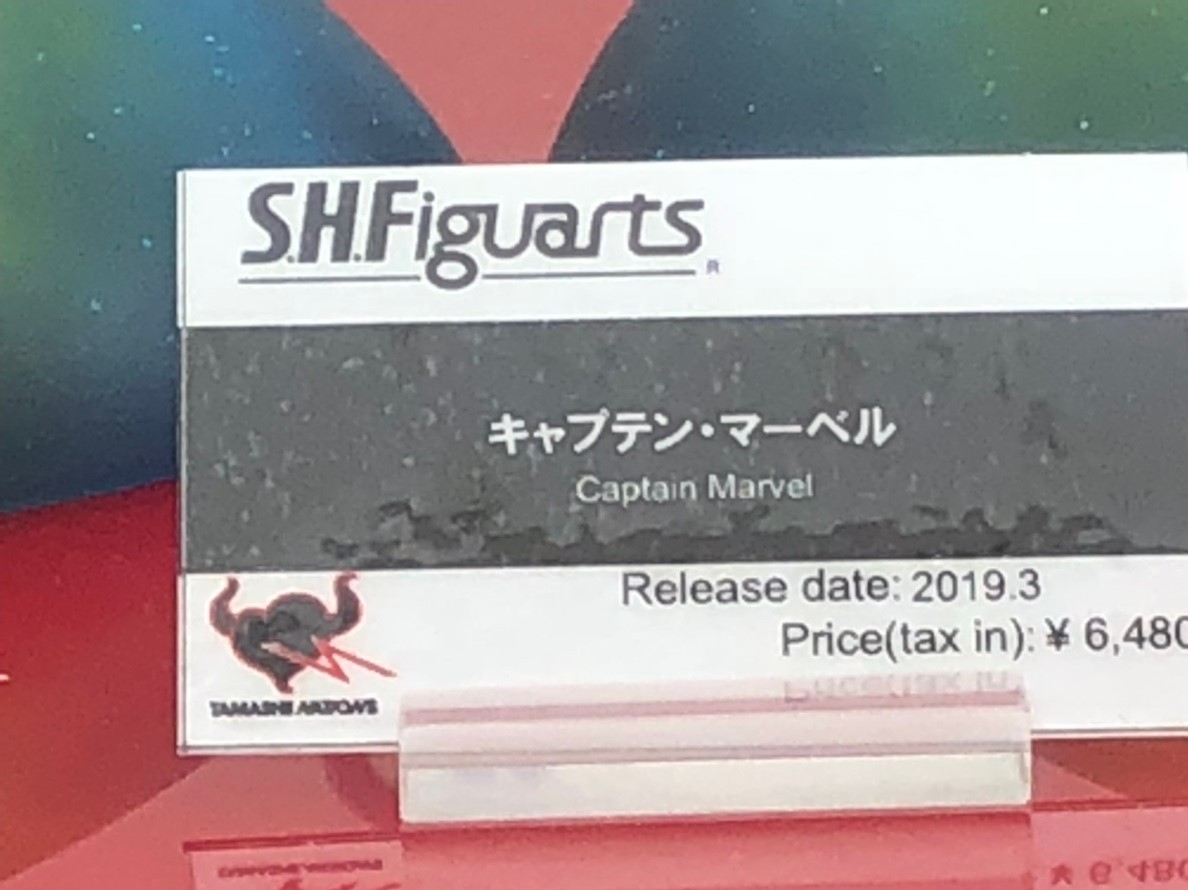 S.H.Figuarts®
キャプテン・マーベル
Captain Marvel
Release date: 2019.3
Price(tax in): ¥ 6,480
TAMASHII NATIONS